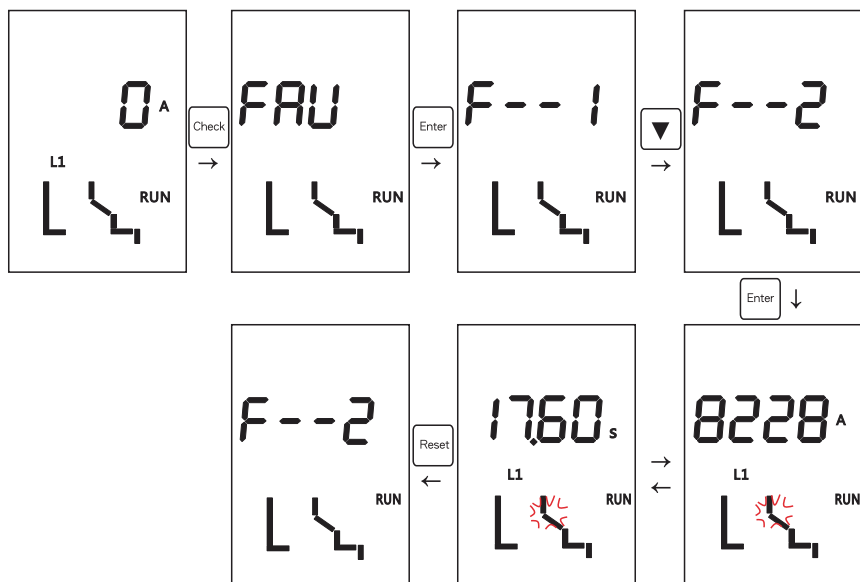 0 A
L1
RUN
Check
→
FAU
RUN
Enter
→
F--1
RUN
▼
→
F--2
RUN
Enter ↓
8228 A
L1
RUN
→
←
17.60 s
L1
RUN
Reset
←
F--2
RUN